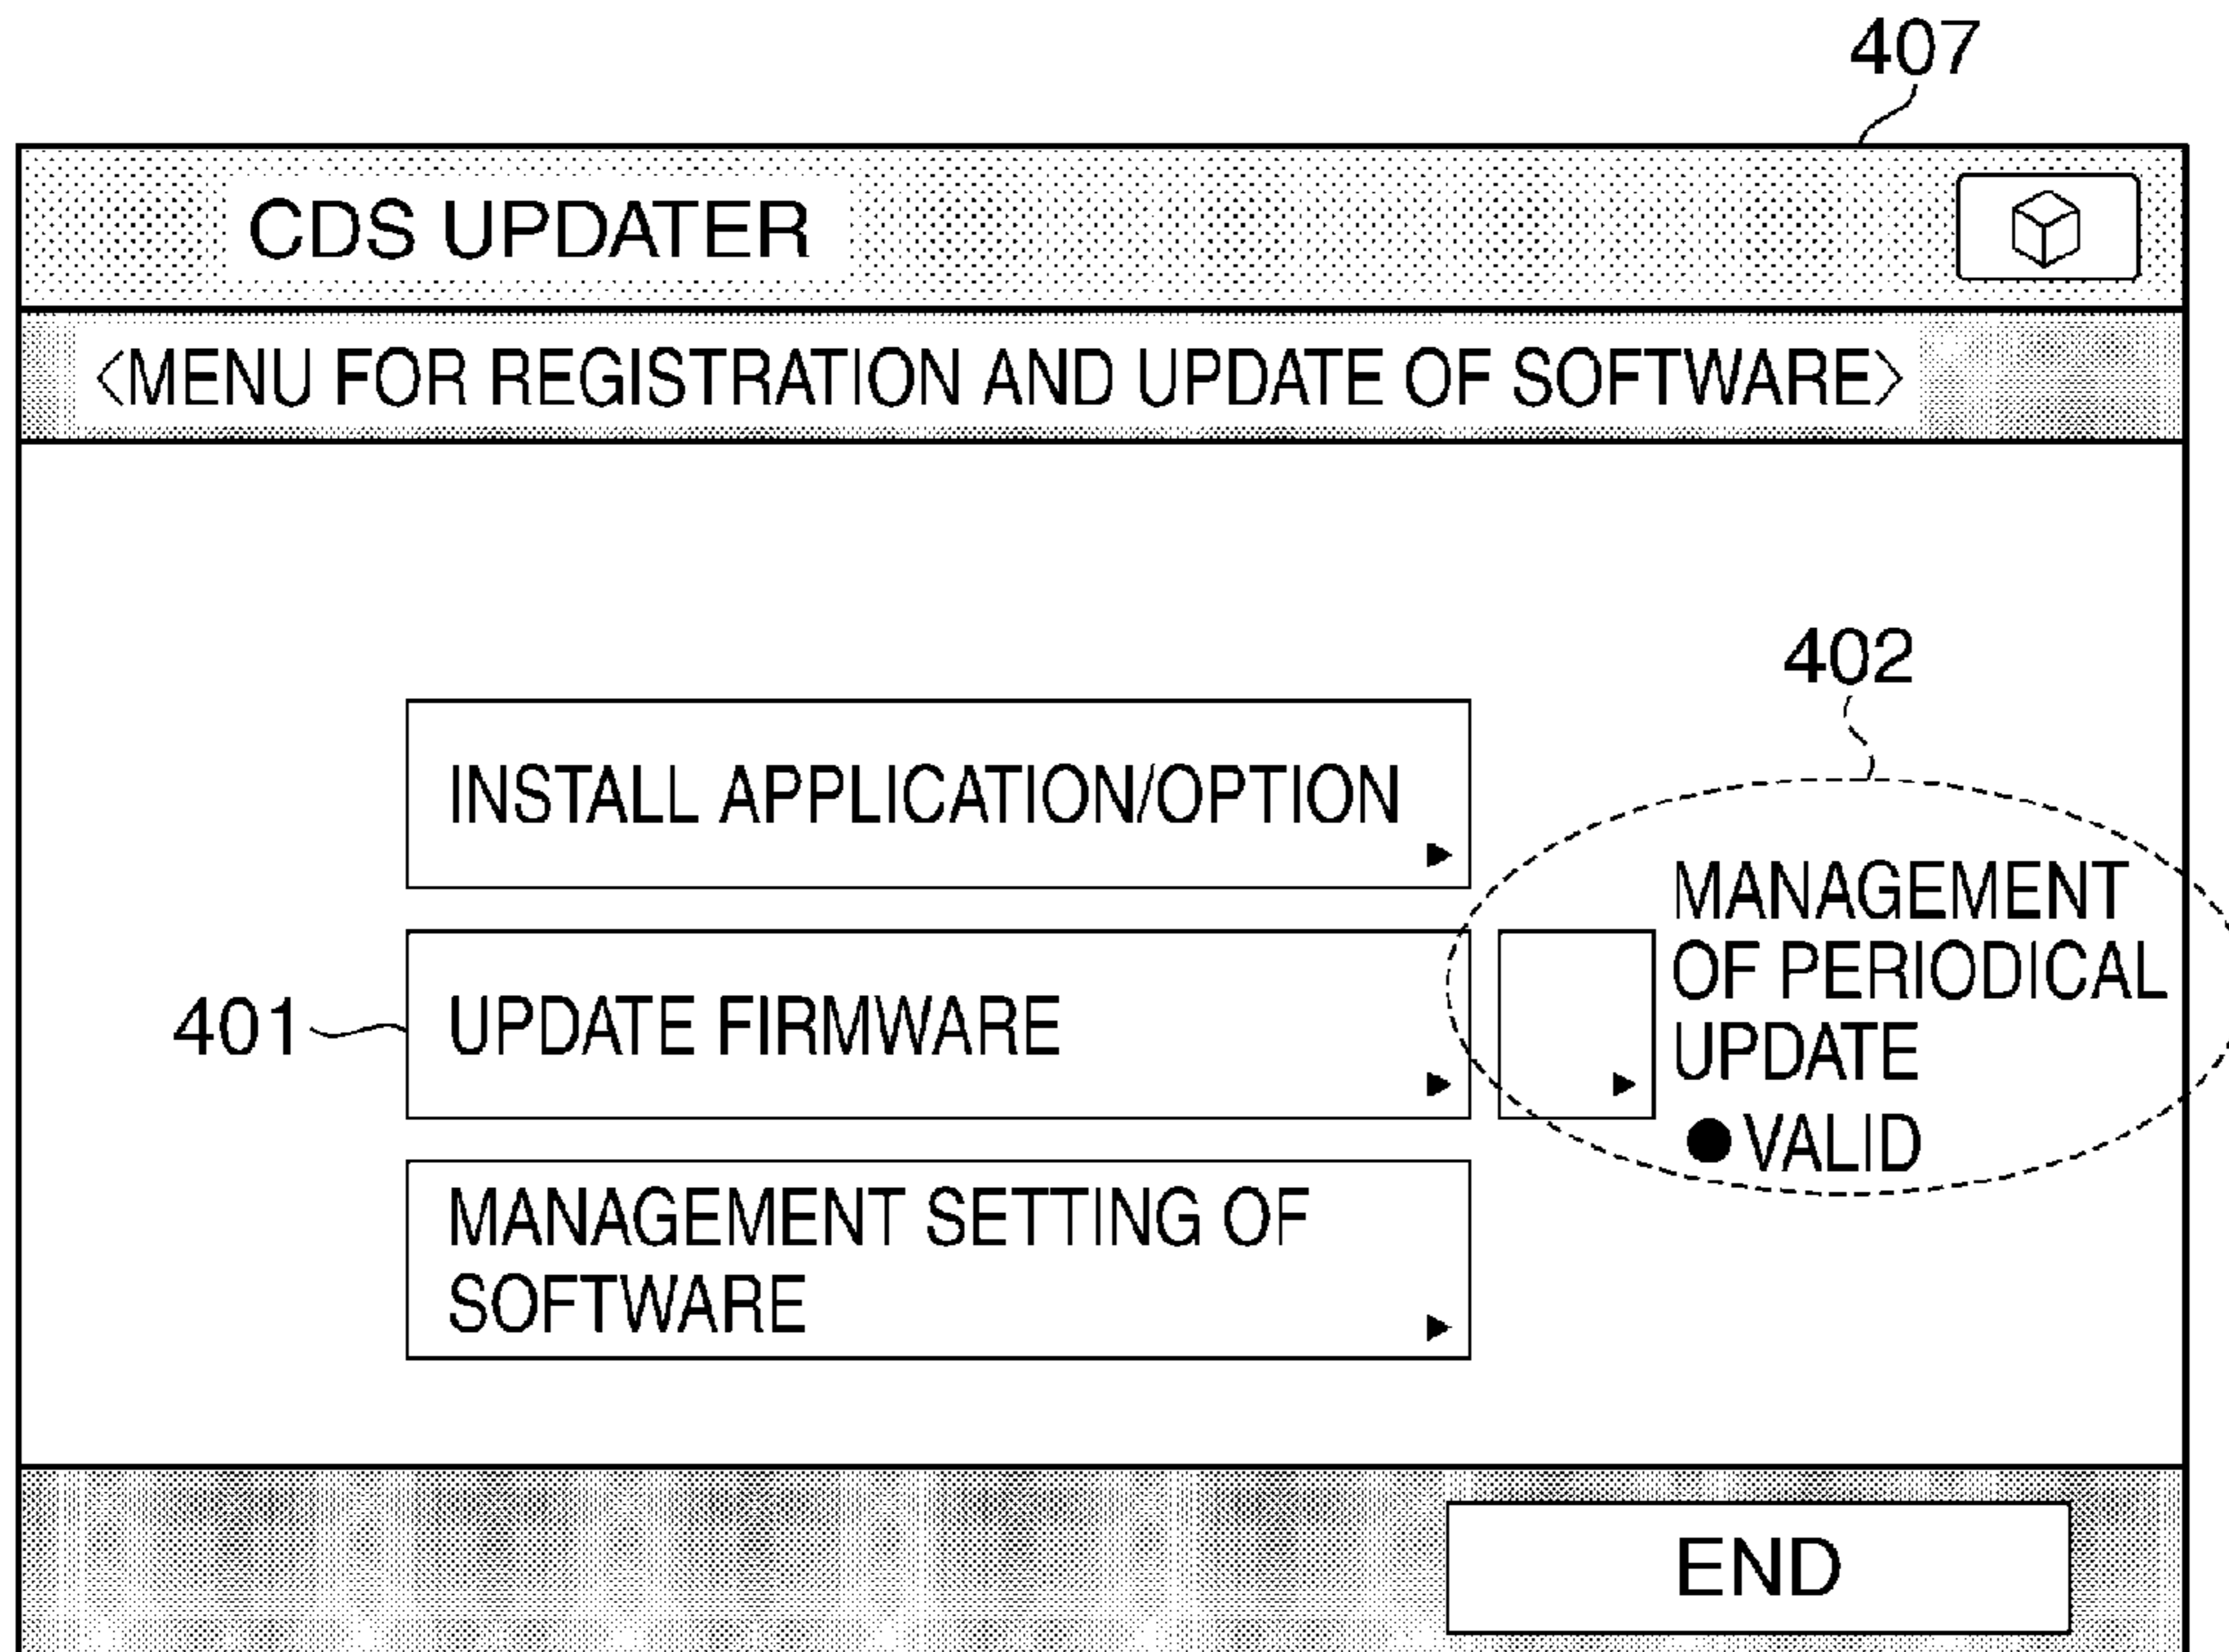 407
CDS UPDATER
<MENU FOR REGISTRATION AND UPDATE OF SOFTWARE>
402
INSTALL APPLICATION/OPTION
MANAGEMENT
OF PERIODICAL
UPDATE
● VALID
401
UPDATE FIRMWARE
MANAGEMENT SETTING OF
SOFTWARE
END